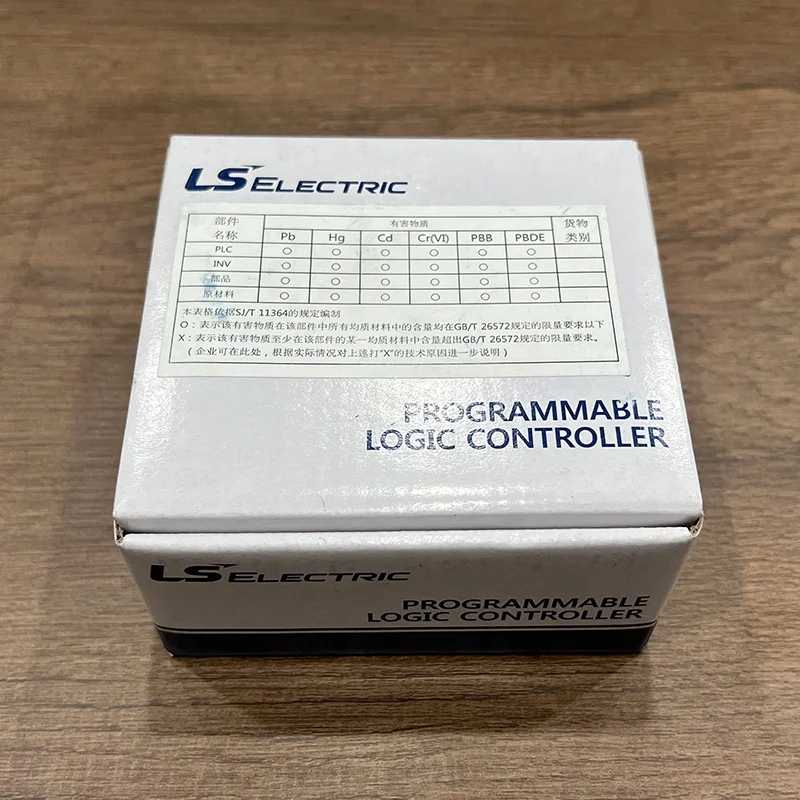 LS ELECTRIC
部件名称 有害物质 货物类别
Pb Hg Cd Cr(VI) PBB PBDE
PLC ○ ○ ○ ○ ○ ○
INV ○ ○ ○ ○ ○ ○
部品 ○ ○ ○ ○ ○ ○
原材料 ○ ○ ○ ○ ○ ○
本表格依据SJ/T 11364的规定编制
O：表示该有害物质在该部件中所有均质材料中的含量均在GB/T 26572规定的限量要求以下
X：表示该有害物质至少在该部件的某一均质材料中含量超出GB/T 26572规定的限量要求。
（企业可在此处，根据实际情况对上述打“X”的技术原因进一步说明）
PROGRAMMABLE
LOGIC CONTROLLER
LS ELECTRIC
PROGRAMMABLE
LOGIC CONTROLLER